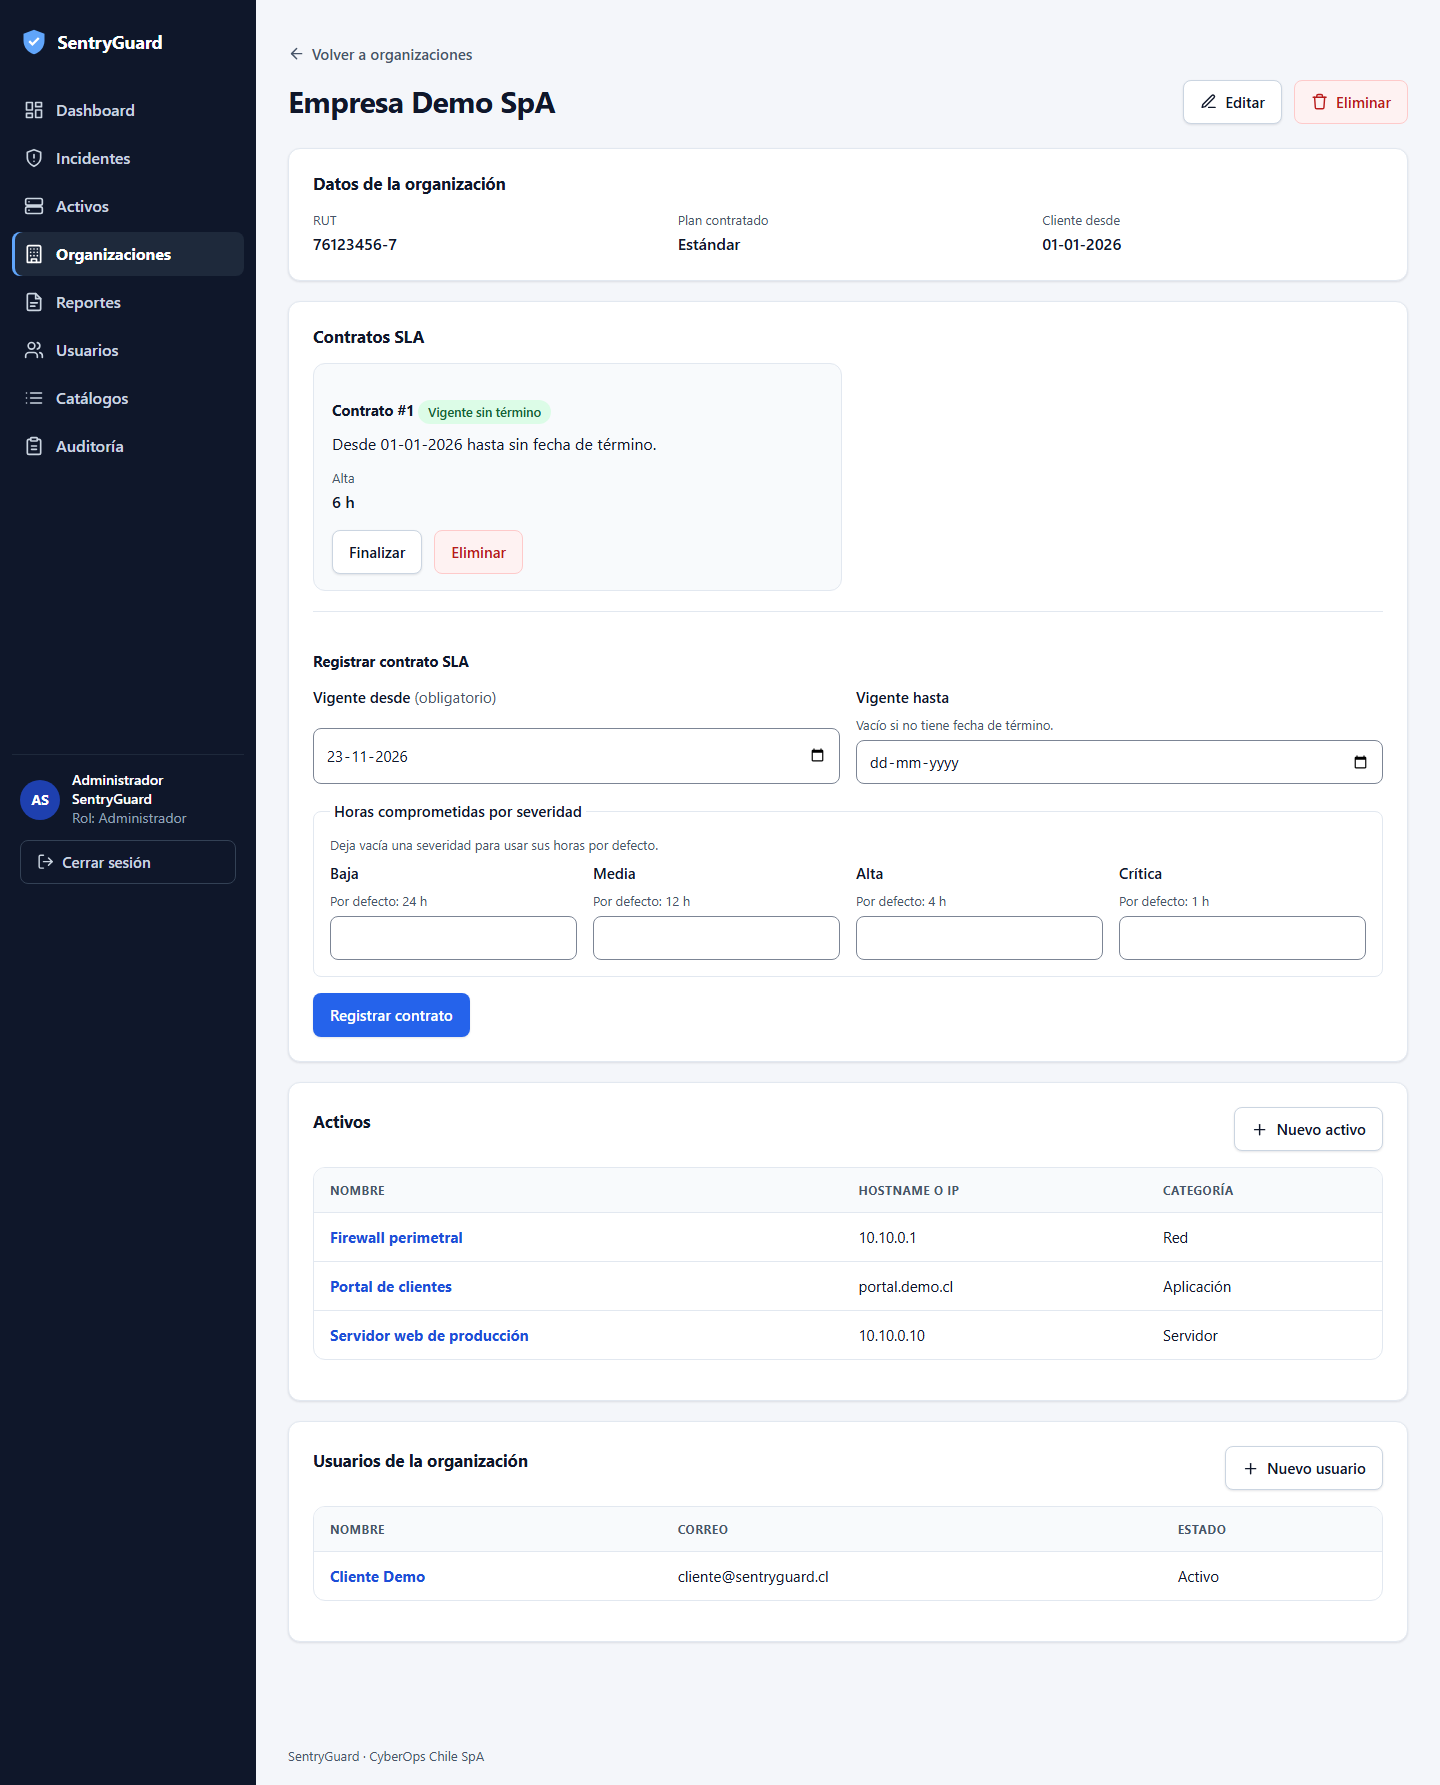 SentryGuard
Dashboard
Incidentes
Activos
Organizaciones
Reportes
Usuarios
Catálogos
Auditoría
Administrador
SentryGuard
Rol: Administrador
AS
Cerrar sesión
Volver a organizaciones
Empresa Demo SpA
Editar
Eliminar
Datos de la organización
RUT
76123456-7
Plan contratado
Estándar
Cliente desde
01-01-2026
Contratos SLA
Contrato #1 Vigente sin término
Desde 01-01-2026 hasta sin fecha de término.
Alta
6 h
Finalizar
Eliminar
Registrar contrato SLA
Vigente desde (obligatorio)
23-11-2026
Vigente hasta
Vacío si no tiene fecha de término.
dd-mm-yyyy
Horas comprometidas por severidad
Deja vacía una severidad para usar sus horas por defecto.
Baja
Por defecto: 24 h
Media
Por defecto: 12 h
Alta
Por defecto: 4 h
Crítica
Por defecto: 1 h
Registrar contrato
Activos
Nuevo activo
NOMBRE HOSTNAME O IP CATEGORÍA
Firewall perimetral 10.10.0.1 Red
Portal de clientes portal.demo.cl Aplicación
Servidor web de producción 10.10.0.10 Servidor
Usuarios de la organización
Nuevo usuario
NOMBRE CORREO ESTADO
Cliente Demo cliente@sentryguard.cl Activo
SentryGuard · CyberOps Chile SpA